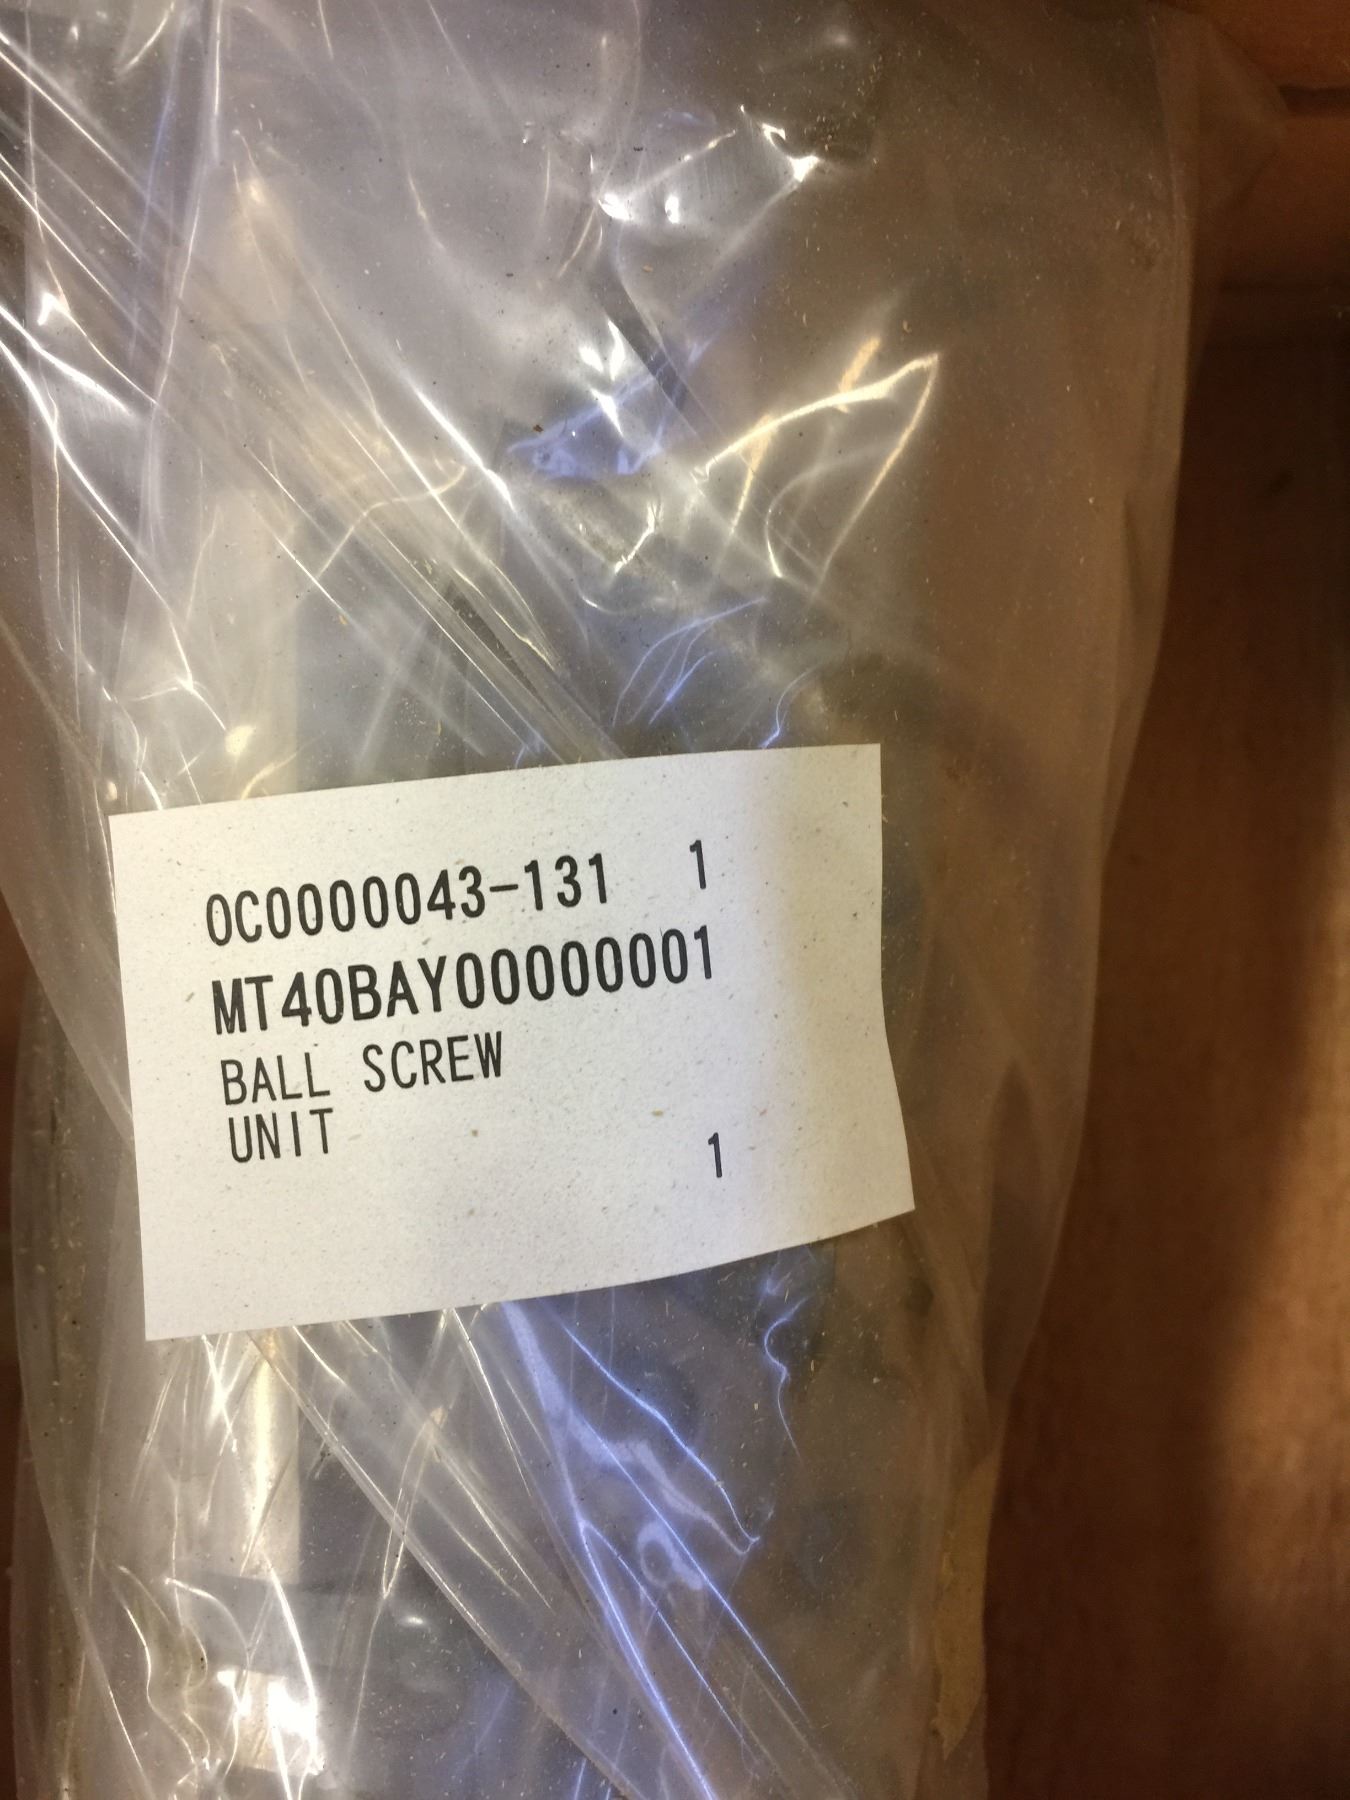 0C0000043-131 1
MT40BAY00000001
BALL SCREW
UNIT
1